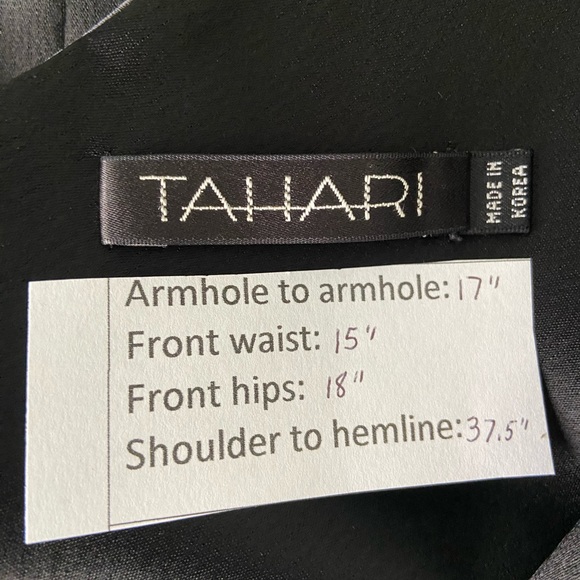 TAHARI
MADE IN
KOREA
Armhole to armhole: 17"
Front waist: 15"
Front hips: 18"
Shoulder to hemline: 37.5"